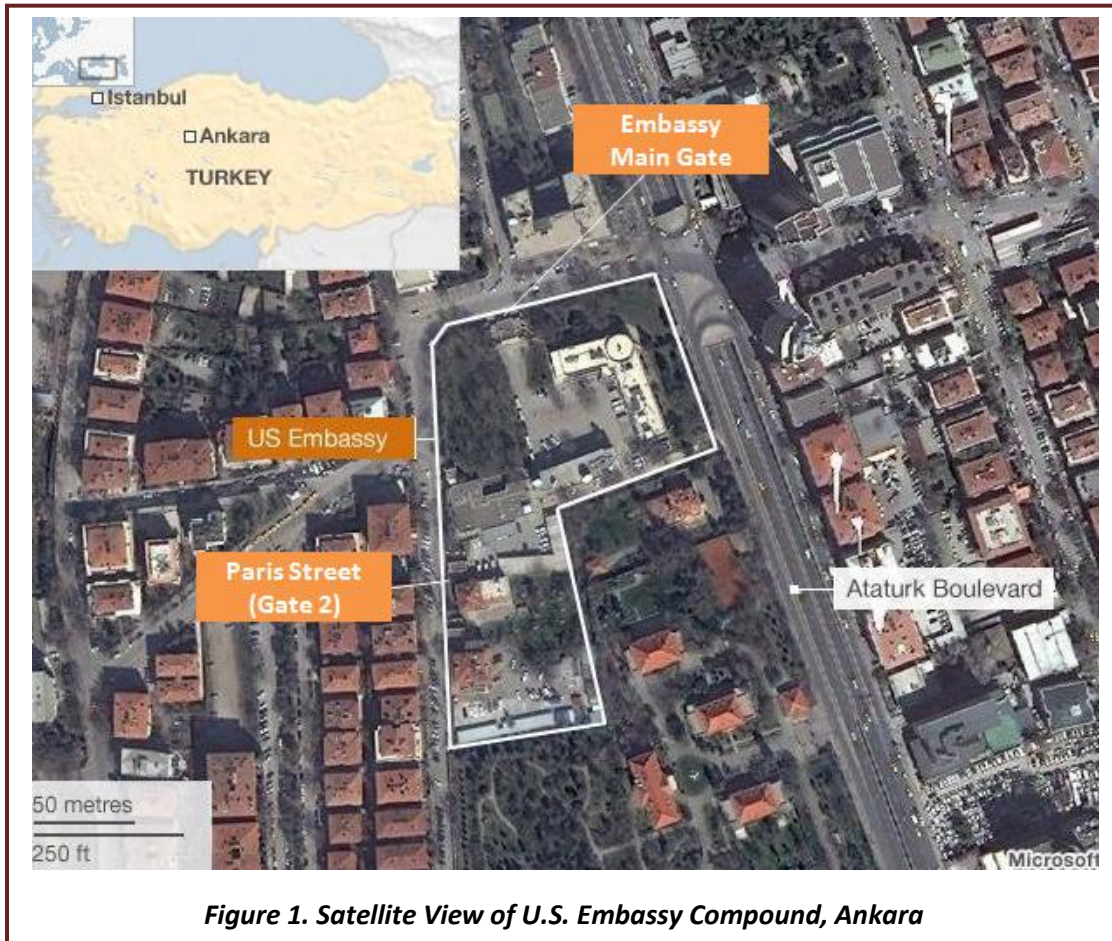 Istanbul
Ankara
TURKEY
Embassy
Main Gate
US Embassy
Paris Street
(Gate 2)
Ataturk Boulevard
50 metres
250 ft
Microsoft
Figure 1. Satellite View of U.S. Embassy Compound, Ankara